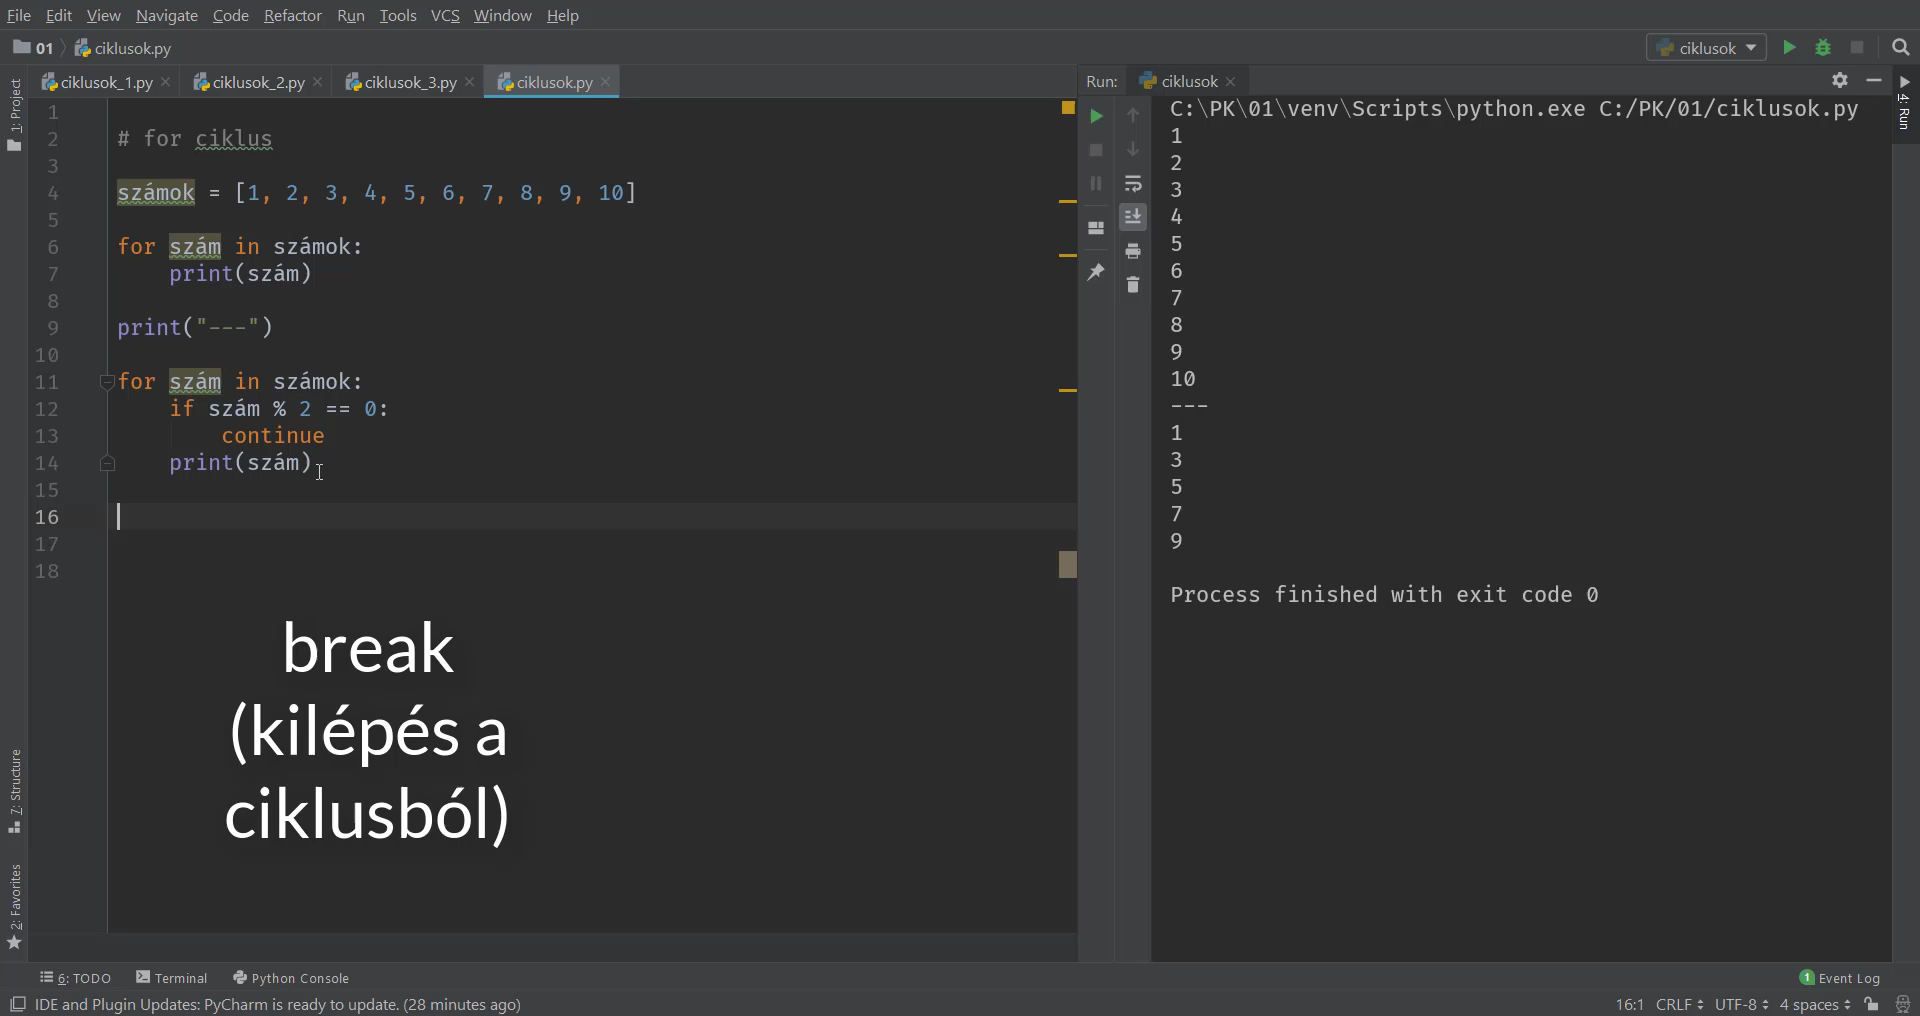 File Edit View Navigate Code Refactor Run Tools VCS Window Help
01 ciklusok.py
ciklusok
ciklusok_1.py ciklusok_2.py ciklusok_3.py ciklusok.py
Run: ciklusok
1: Project
7: Structure
2: Favorites
4: Run
1
2 # for ciklus
3
4 számok = [1, 2, 3, 4, 5, 6, 7, 8, 9, 10]
5
6 for szám in számok:
7 print(szám)
8
9 print("---")
10
11 for szám in számok:
12 if szám % 2 == 0:
13 continue
14 print(szám)
15
16
17
18
break
(kilépés a
ciklusból)
C:\PK\01\venv\Scripts\python.exe C:/PK/01/ciklusok.py
1
2
3
4
5
6
7
8
9
10
---
1
3
5
7
9
Process finished with exit code 0
6: TODO Terminal Python Console
1 Event Log
IDE and Plugin Updates: PyCharm is ready to update. (28 minutes ago)
16:1 CRLF UTF-8 4 spaces